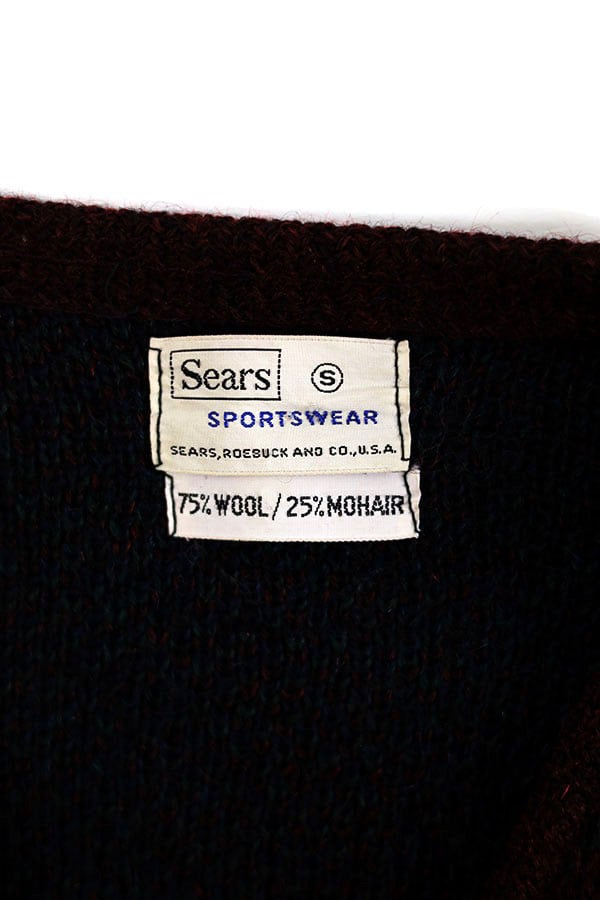 Sears S
SPORTSWEAR
SEARS, ROEBUCK AND CO., U.S.A.
75% WOOL / 25% MOHAIR